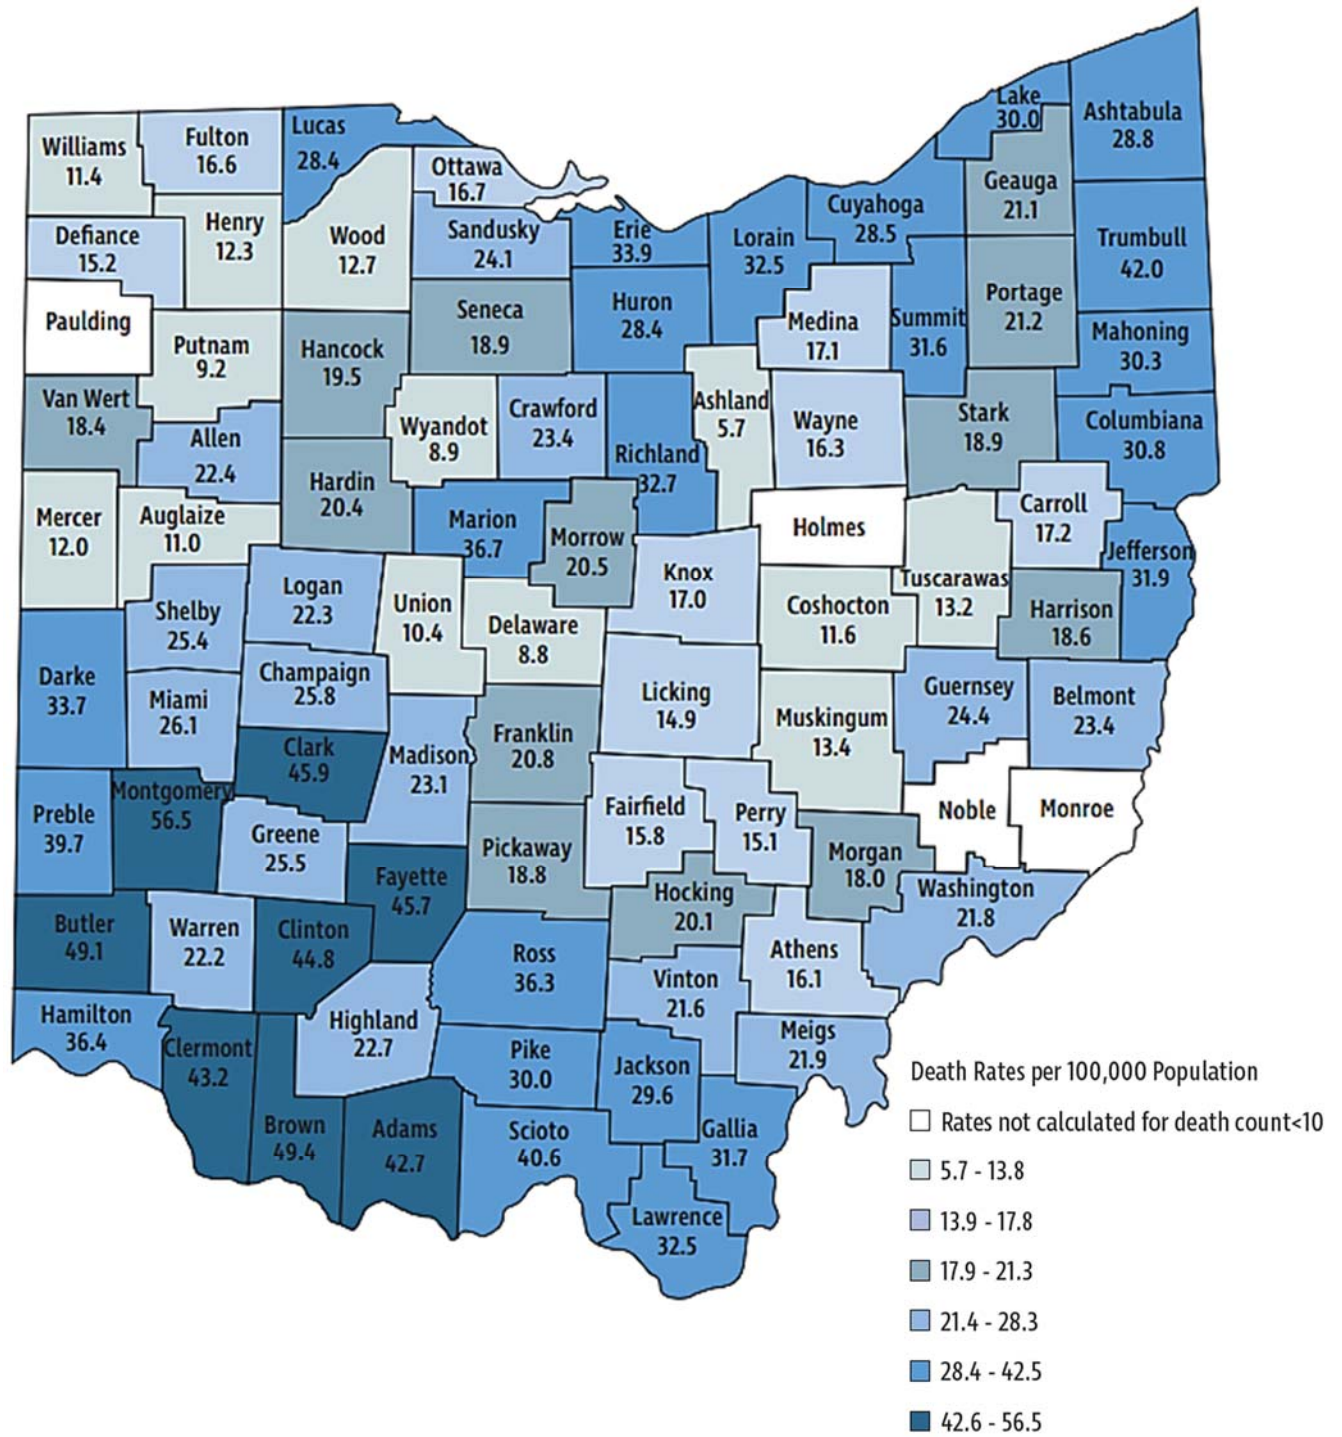 Lake
30.0
Ashtabula
28.8
Williams
11.4
Fulton
16.6
Lucas
28.4
Ottawa
16.7
Geauga
21.1
Defiance
15.2
Henry
12.3
Wood
12.7
Sandusky
24.1
Erie
33.9
Lorain
32.5
Cuyahoga
28.5
Trumbull
42.0
Paulding
Putnam
9.2
Hancock
19.5
Seneca
18.9
Huron
28.4
Medina
17.1
Summit
31.6
Portage
21.2
Mahoning
30.3
Van Wert
18.4
Allen
22.4
Wyandot
8.9
Crawford
23.4
Richland
32.7
Ashland
5.7
Wayne
16.3
Stark
18.9
Columbiana
30.8
Mercer
12.0
Auglaize
11.0
Hardin
20.4
Marion
36.7
Morrow
20.5
Knox
17.0
Holmes
Carroll
17.2
Jefferson
31.9
Shelby
25.4
Logan
22.3
Union
10.4
Delaware
8.8
Coshocton
11.6
Tuscarawas
13.2
Harrison
18.6
Darke
33.7
Miami
26.1
Champaign
25.8
Licking
14.9
Muskingum
13.4
Guernsey
24.4
Belmont
23.4
Clark
45.9
Madison
23.1
Franklin
20.8
Preble
39.7
Montgomery
56.5
Greene
25.5
Fairfield
15.8
Perry
15.1
Noble
Monroe
Fayette
45.7
Pickaway
18.8
Hocking
20.1
Morgan
18.0
Washington
21.8
Butler
49.1
Warren
22.2
Clinton
44.8
Ross
36.3
Vinton
21.6
Athens
16.1
Hamilton
36.4
Clermont
43.2
Highland
22.7
Pike
30.0
Jackson
29.6
Meigs
21.9
Brown
49.4
Adams
42.7
Scioto
40.6
Gallia
31.7
Lawrence
32.5
Death Rates per 100,000 Population
Rates not calculated for death count<10
5.7 - 13.8
13.9 - 17.8
17.9 - 21.3
21.4 - 28.3
28.4 - 42.5
42.6 - 56.5